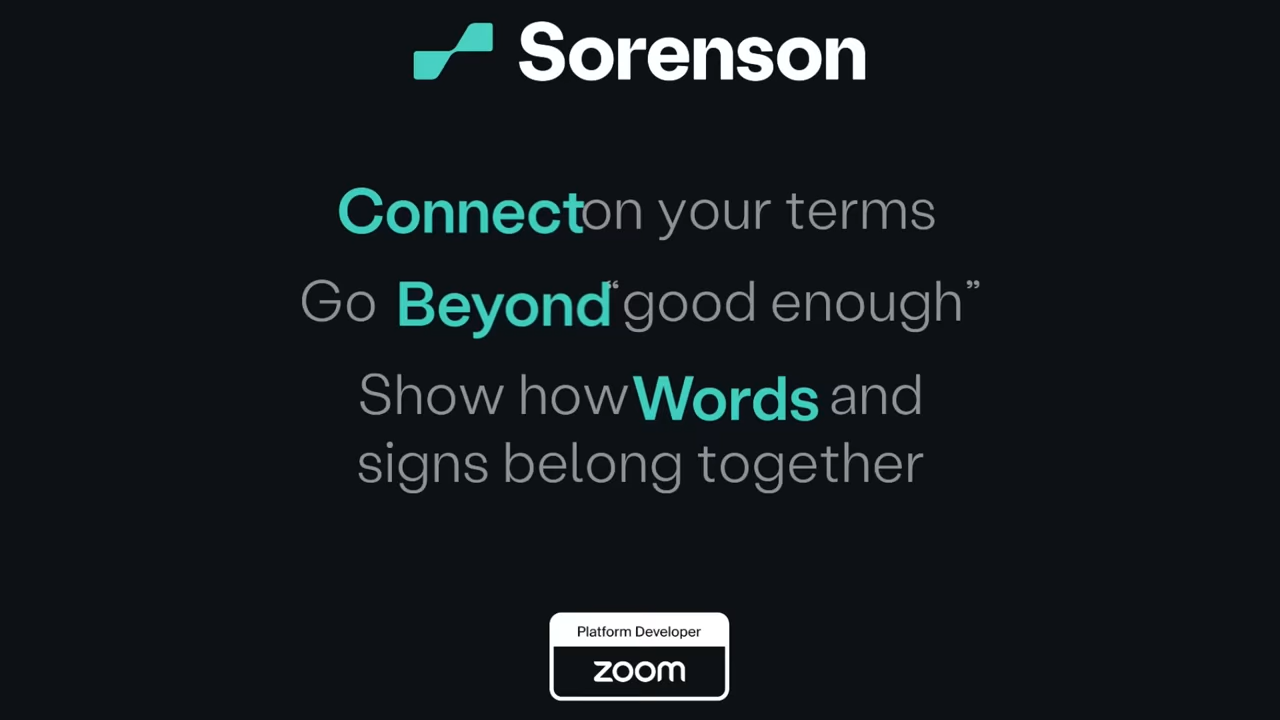 Sorenson
Connect on your terms
Go Beyond “good enough”
Show how Words and
signs belong together
Platform Developer
zoom